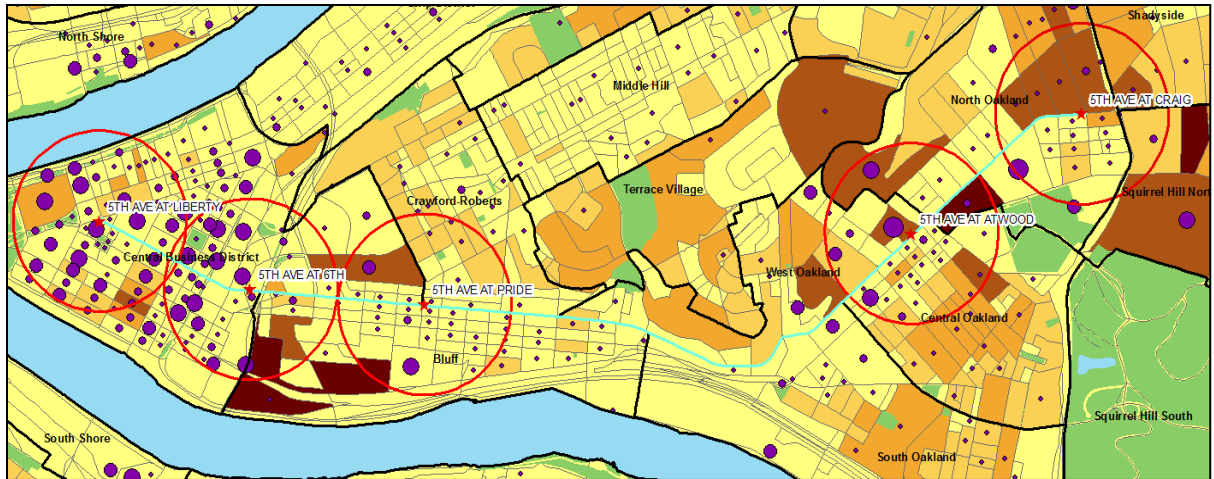 Shadyside
North Shore
Middle Hill
North Oakland
5TH AVE AT CRAIG
Terrace Village
Crawford-Roberts
Squirrel Hill Nort
5TH AVE AT LIBERTY
5TH AVE AT ATWOOD
Central Business District
5TH AVE AT 6TH
West Oakland
5TH AVE AT PRIDE
Central Oakland
Bluff
Squirrel Hill South
South Shore
South Oakland